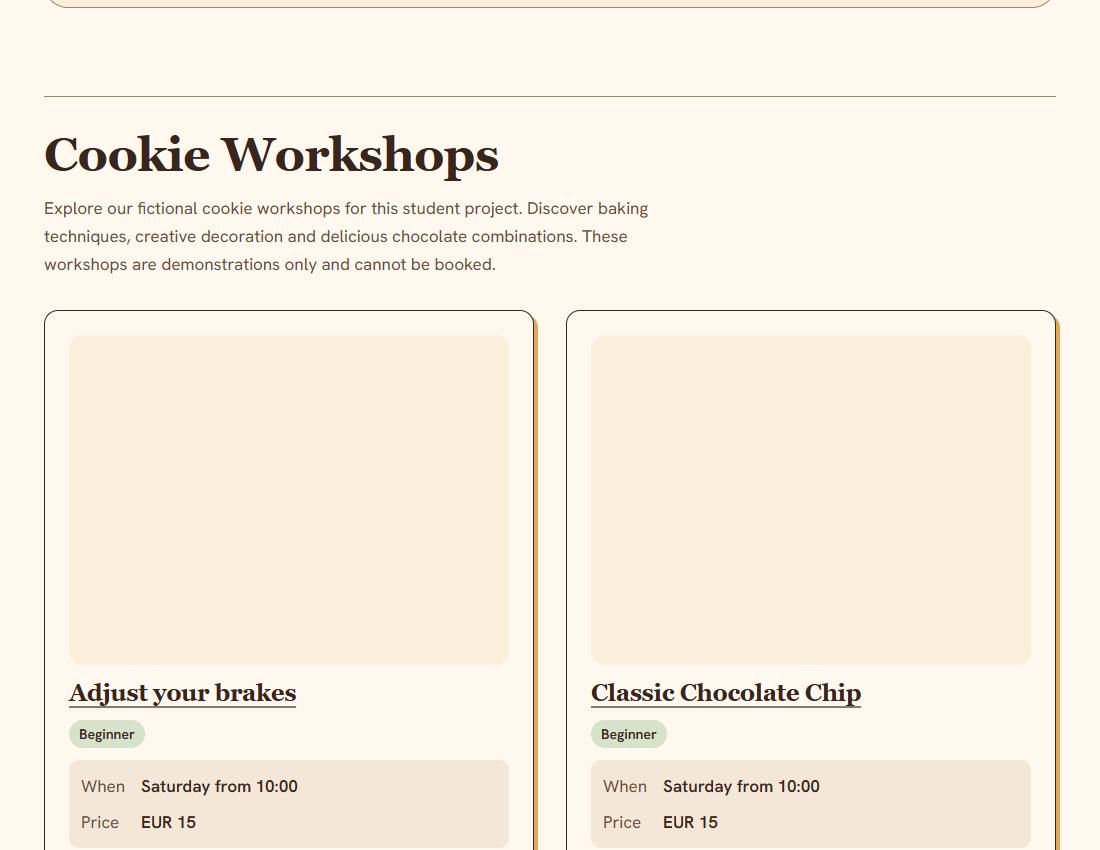 Cookie Workshops
Explore our fictional cookie workshops for this student project. Discover baking
techniques, creative decoration and delicious chocolate combinations. These
workshops are demonstrations only and cannot be booked.
Adjust your brakes
Beginner
When Saturday from 10:00
Price EUR 15
Classic Chocolate Chip
Beginner
When Saturday from 10:00
Price EUR 15